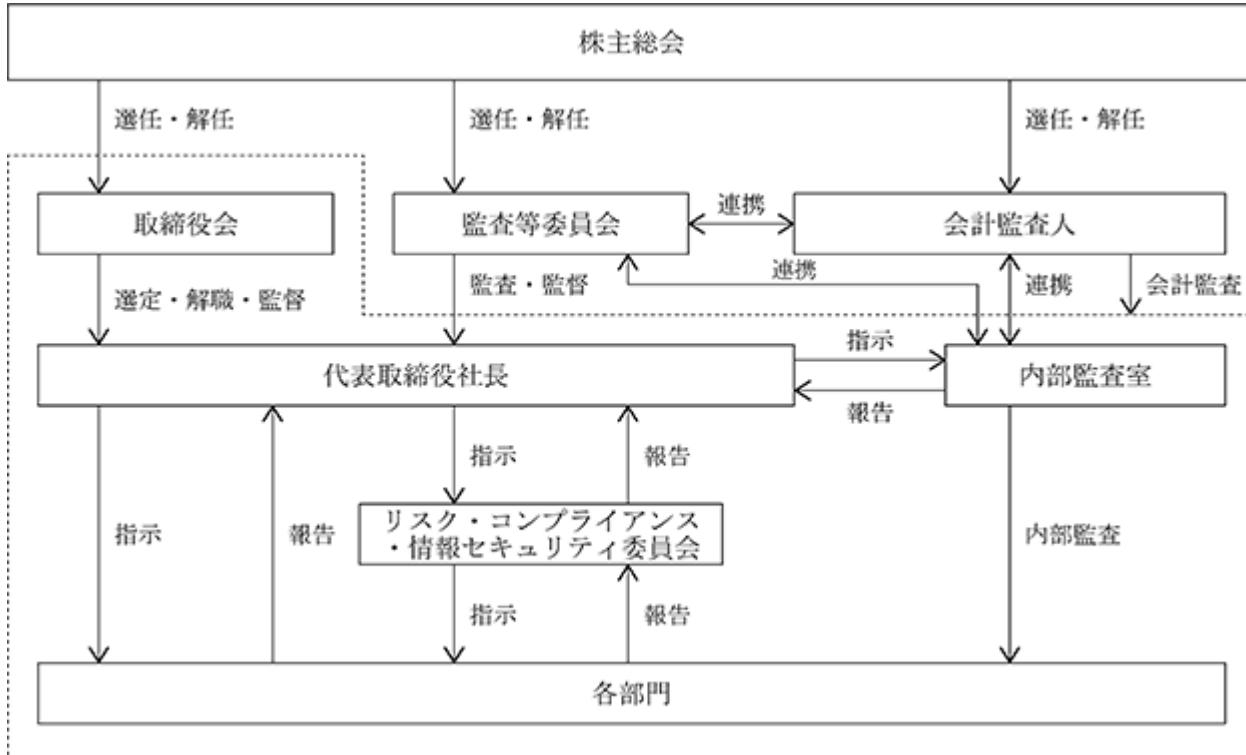 株主総会
選任・解任
選任・解任
選任・解任
取締役会
監査等委員会
連携
会計監査人
選定・解職・監督
監査・監督
連携
連携
会計監査
代表取締役社長
指示
報告
内部監査室
指示
報告
指示
報告
内部監査
リスク・コンプライアンス
・情報セキュリティ委員会
指示
報告
各部門